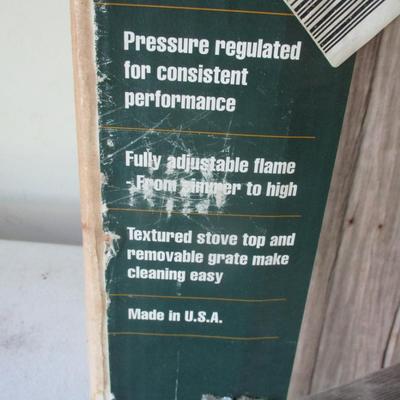 Pressure regulated
for consistent
performance
Fully adjustable flame
- From simmer to high
Textured stove top and
removable grate make
cleaning easy
Made in U.S.A.